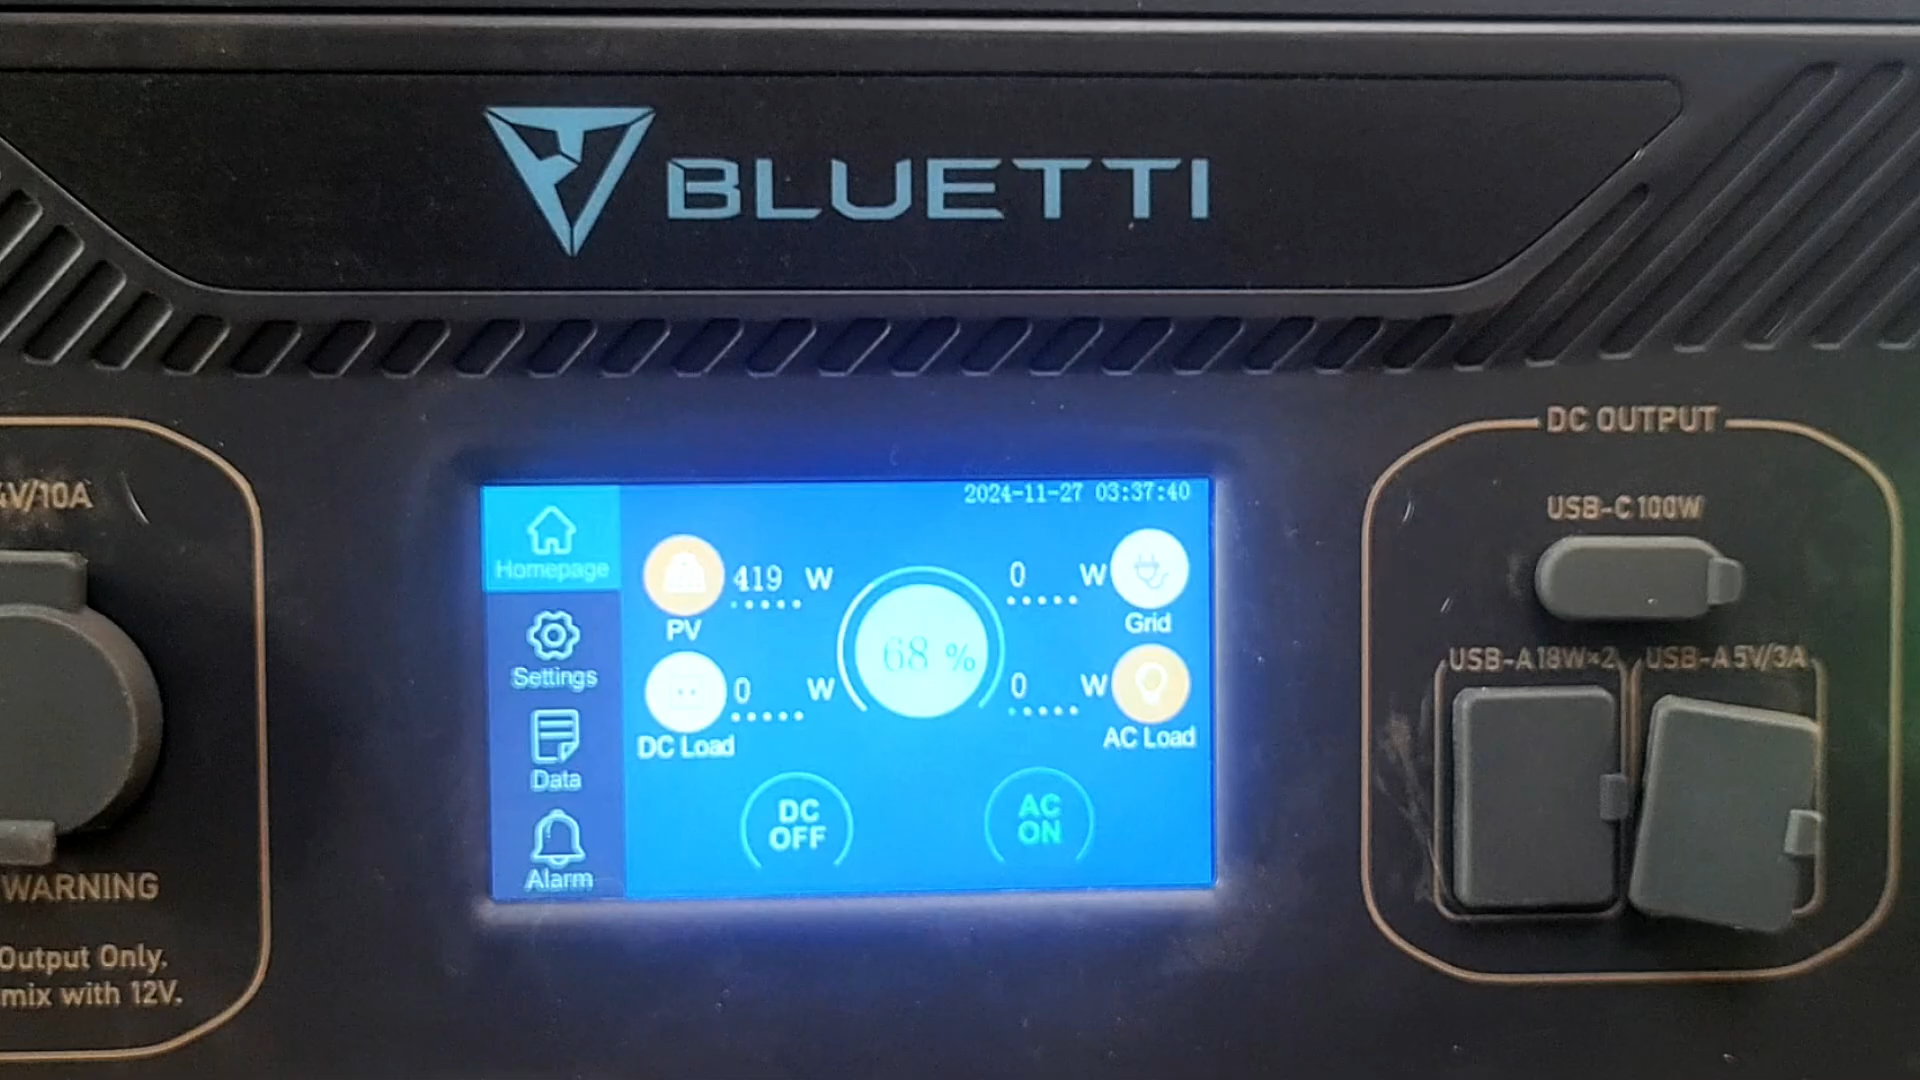 BLUETTI
DC OUTPUT
V/10A
USB-C 100W
2024-11-27 03:37:40
Homepage
419 W
0 W
PV
Grid
68 %
USB-A 18W×2
USB-A 5V/3A
Settings
0 W
0 W
DC Load
AC Load
Data
DC
OFF
AC
ON
Alarm
WARNING
Output Only.
mix with 12V.